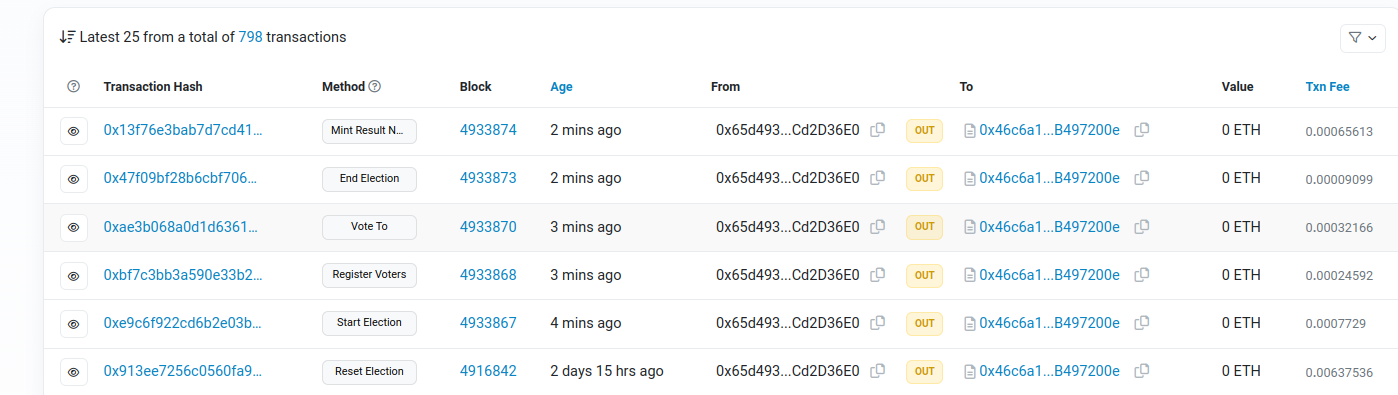 Latest 25 from a total of 798 transactions
Transaction Hash Method Block Age From To Value Txn Fee
0x13f76e3bab7d7cd41... Mint Result N... 4933874 2 mins ago 0x65d493...Cd2D36E0 OUT 0x46c6a1...B497200e 0 ETH 0.00065613
0x47f09bf28b6cbf706... End Election 4933873 2 mins ago 0x65d493...Cd2D36E0 OUT 0x46c6a1...B497200e 0 ETH 0.00009099
0xae3b068a0d1d6361... Vote To 4933870 3 mins ago 0x65d493...Cd2D36E0 OUT 0x46c6a1...B497200e 0 ETH 0.00032166
0xbf7c3bb3a590e33b2... Register Voters 4933868 3 mins ago 0x65d493...Cd2D36E0 OUT 0x46c6a1...B497200e 0 ETH 0.00024592
0xe9c6f922cd6b2e03b... Start Election 4933867 4 mins ago 0x65d493...Cd2D36E0 OUT 0x46c6a1...B497200e 0 ETH 0.0007729
0x913ee7256c0560fa9... Reset Election 4916842 2 days 15 hrs ago 0x65d493...Cd2D36E0 OUT 0x46c6a1...B497200e 0 ETH 0.00637536